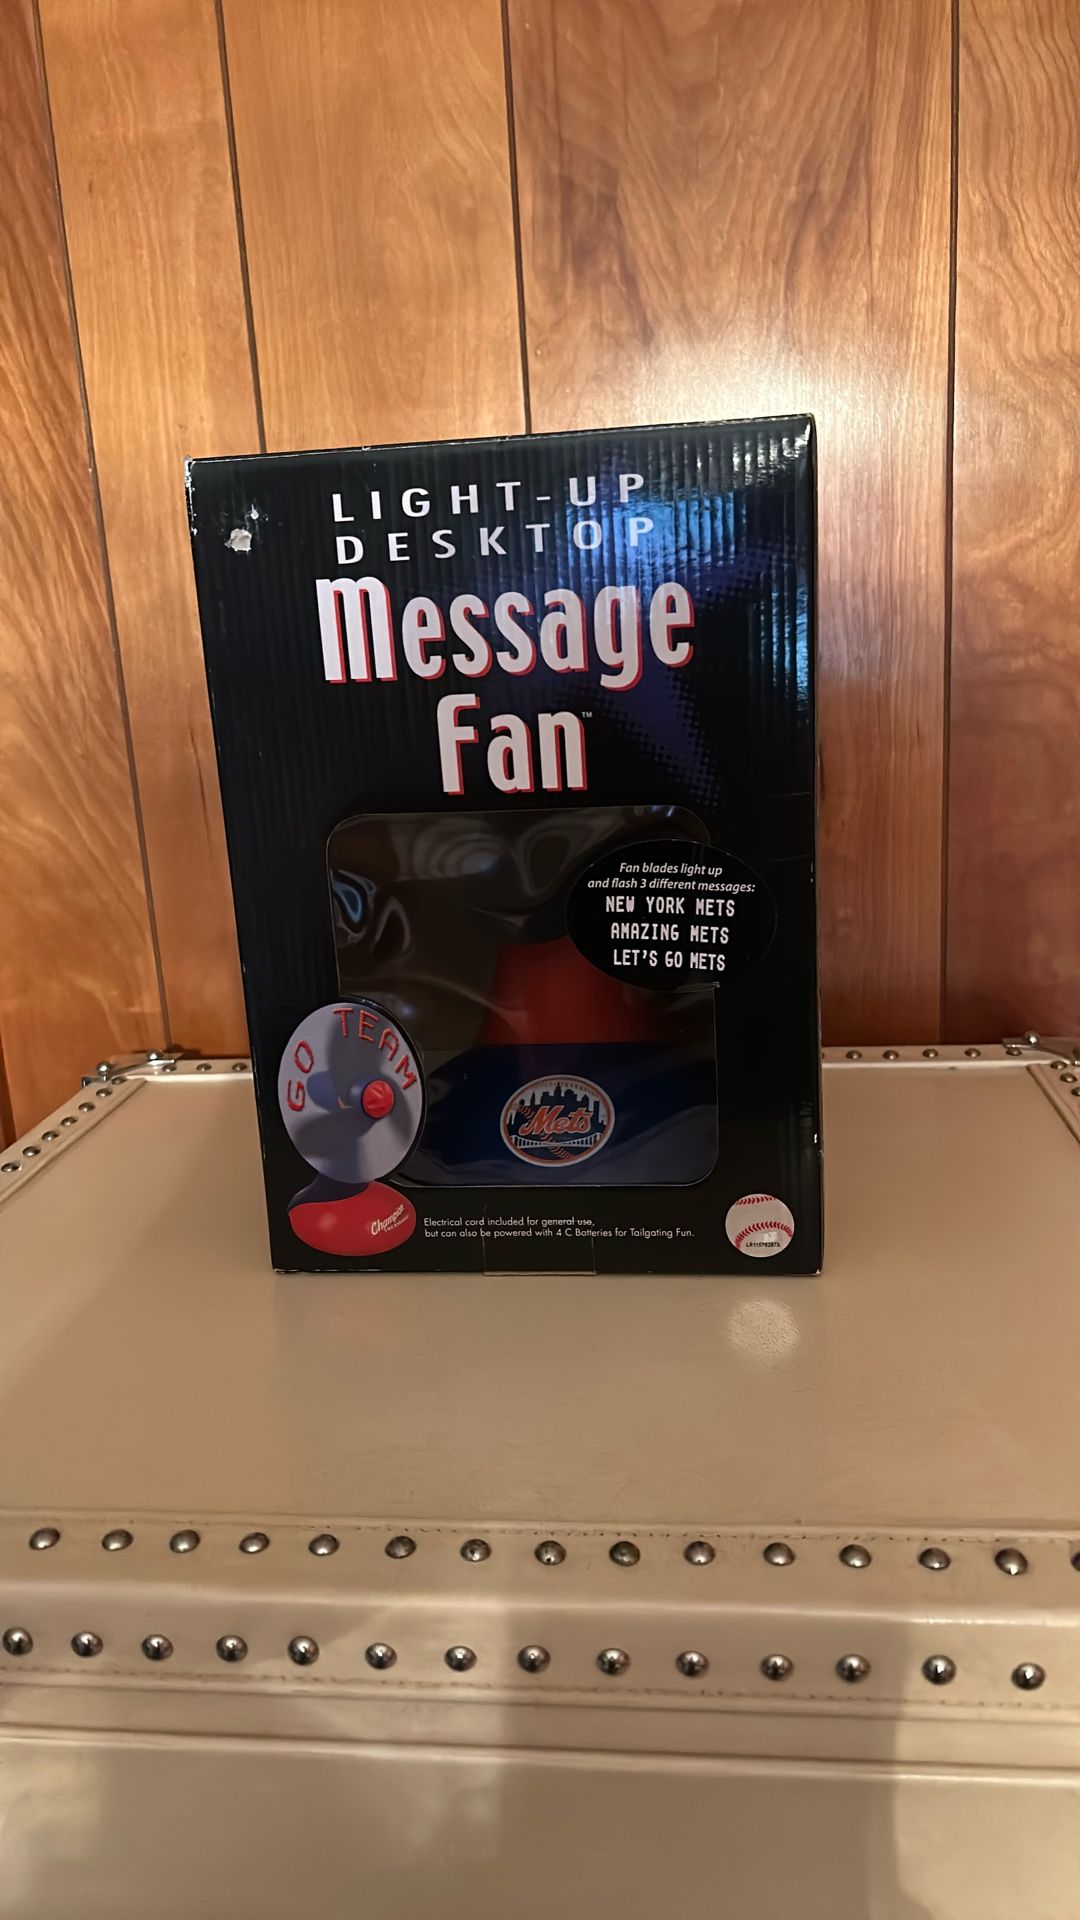 LIGHT-UP
DESKTOP
Message
Fan™
Fan blades light up
and flash 3 different messages:
NEW YORK METS
AMAZING METS
LET'S GO METS
GO TEAM
Mets
Champion
Electrical cord included for general use,
but can also be powered with 4 C Batteries for Tailgating Fun.